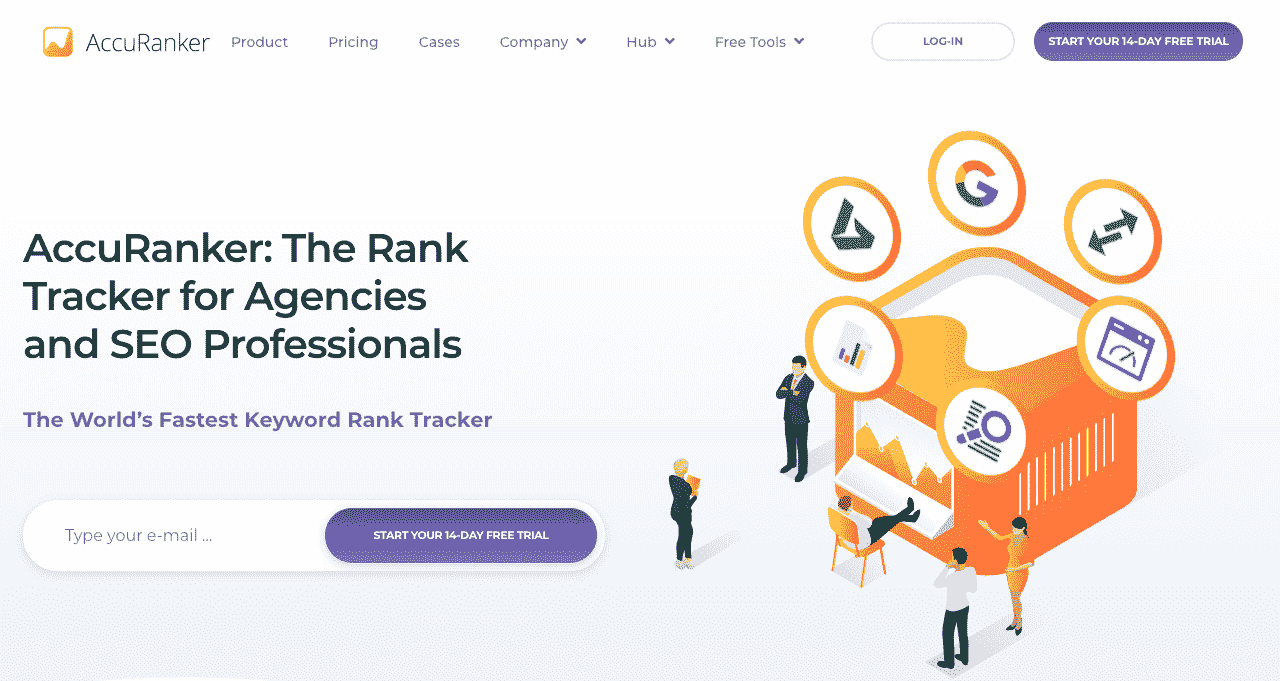 AccuRanker
Product
Pricing
Cases
Company
Hub
Free Tools
LOG-IN
START YOUR 14-DAY FREE TRIAL
AccuRanker: The Rank
Tracker for Agencies
and SEO Professionals
The World’s Fastest Keyword Rank Tracker
Type your e-mail ...
START YOUR 14-DAY FREE TRIAL
G